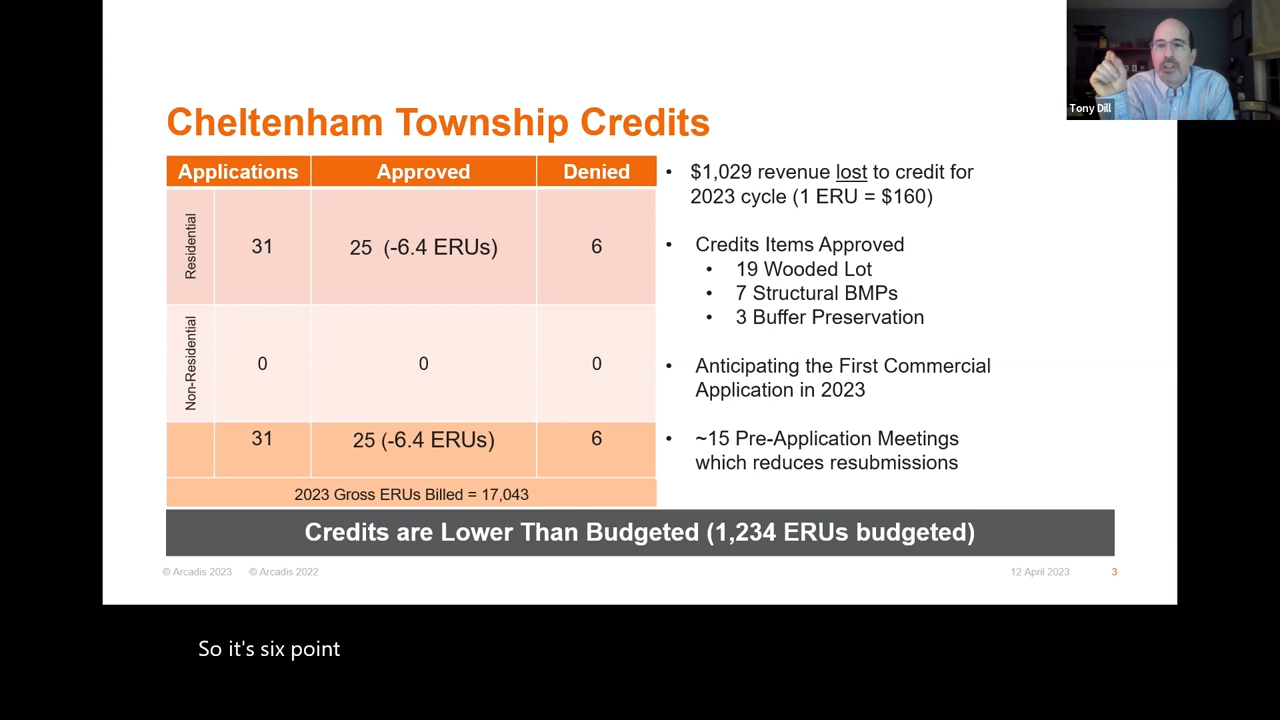 Tony Dill
Cheltenham Township Credits
Applications Approved Denied
Residential 31 25 (-6.4 ERUs) 6
Non-Residential 0 0 0
31 25 (-6.4 ERUs) 6
2023 Gross ERUs Billed = 17,043
• $1,029 revenue lost to credit for
2023 cycle (1 ERU = $160)
• Credits Items Approved
• 19 Wooded Lot
• 7 Structural BMPs
• 3 Buffer Preservation
• Anticipating the First Commercial
Application in 2023
• ~15 Pre-Application Meetings
which reduces resubmissions
Credits are Lower Than Budgeted (1,234 ERUs budgeted)
© Arcadis 2023 © Arcadis 2022 12 April 2023 3
So it's six point